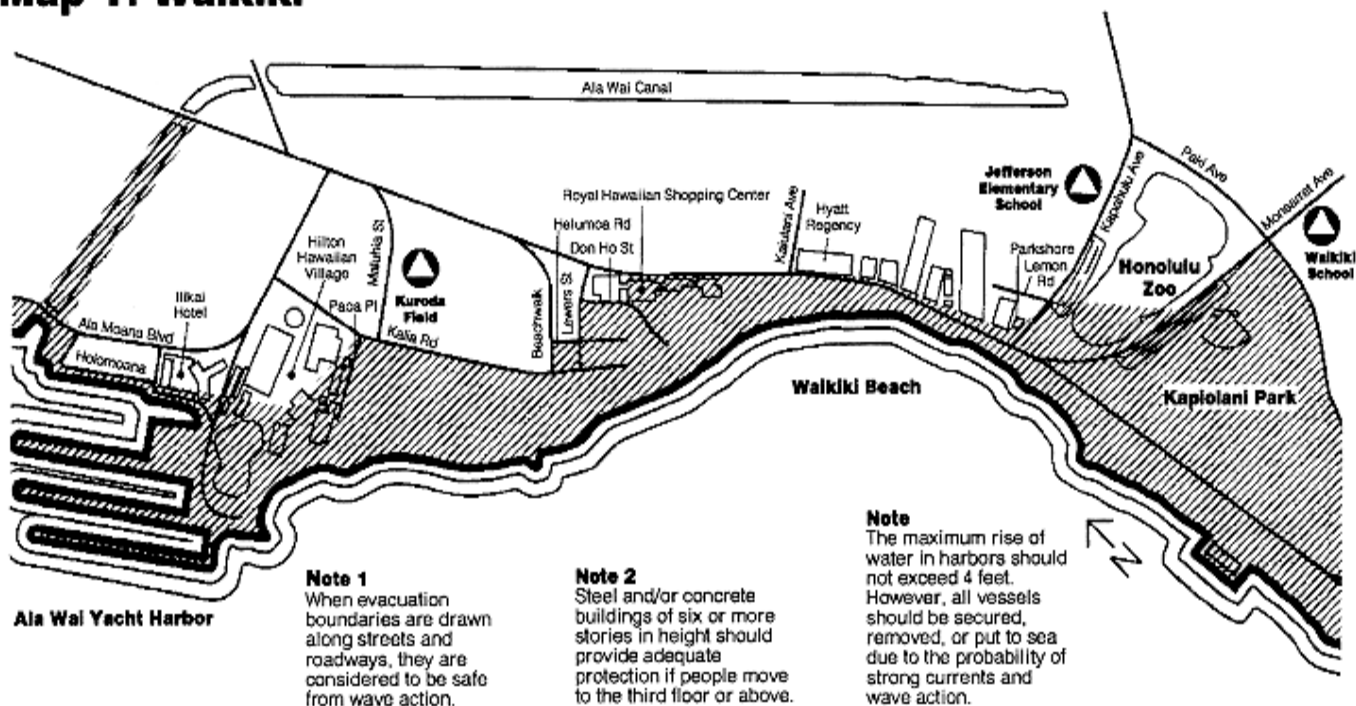 Map 1: Waikiki
Ala Wai Canal
Jefferson
Elementary
School
Kapahulu Ave
Paki Ave
Monsarret Ave
Waikiki
School
Royal Hawaiian Shopping Center
Helumoa Rd
Don Ho St
Kaiulani Ave
Hyatt
Regency
Parkshore
Lemon
Rd
Honolulu
Zoo
Hilton
Hawaiian
Village
Maluhia St
Kuroda
Field
Paoa Pl
Kalia Rd
Beachwalk
Lewers St
Ilikai
Hotel
Ala Moana Blvd
Holomoana
Waikiki Beach
Kapiolani Park
Ala Wai Yacht Harbor
N
Note 1
When evacuation
boundaries are drawn
along streets and
roadways, they are
considered to be safe
from wave action.
Note 2
Steel and/or concrete
buildings of six or more
stories in height should
provide adequate
protection if people move
to the third floor or above.
Note
The maximum rise of
water in harbors should
not exceed 4 feet.
However, all vessels
should be secured,
removed, or put to sea
due to the probability of
strong currents and
wave action.